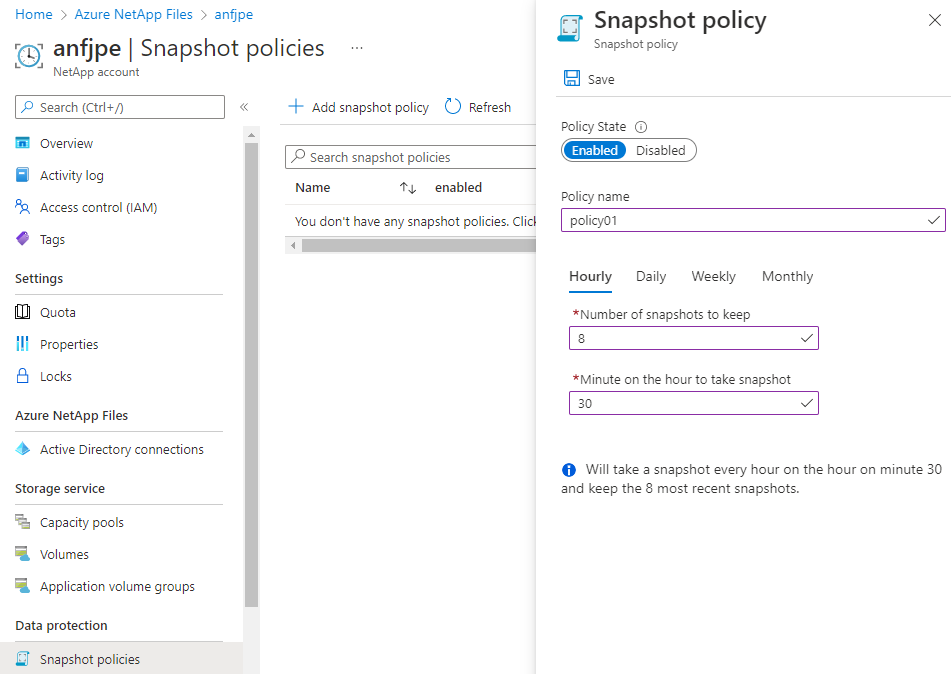 Home > Azure NetApp Files > anfjpe
anfjpe | Snapshot policies ...
NetApp account
Search (Ctrl+/)
«
Overview
Activity log
Access control (IAM)
Tags
Settings
Quota
Properties
Locks
Azure NetApp Files
Active Directory connections
Storage service
Capacity pools
Volumes
Application volume groups
Data protection
Snapshot policies
Add snapshot policy Refresh
Search snapshot policies
Name enabled
You don't have any snapshot policies. Click
Snapshot policy
Snapshot policy
Save
Policy State
Enabled Disabled
Policy name
policy01
Hourly Daily Weekly Monthly
*Number of snapshots to keep
8
*Minute on the hour to take snapshot
30
Will take a snapshot every hour on the hour on minute 30
and keep the 8 most recent snapshots.